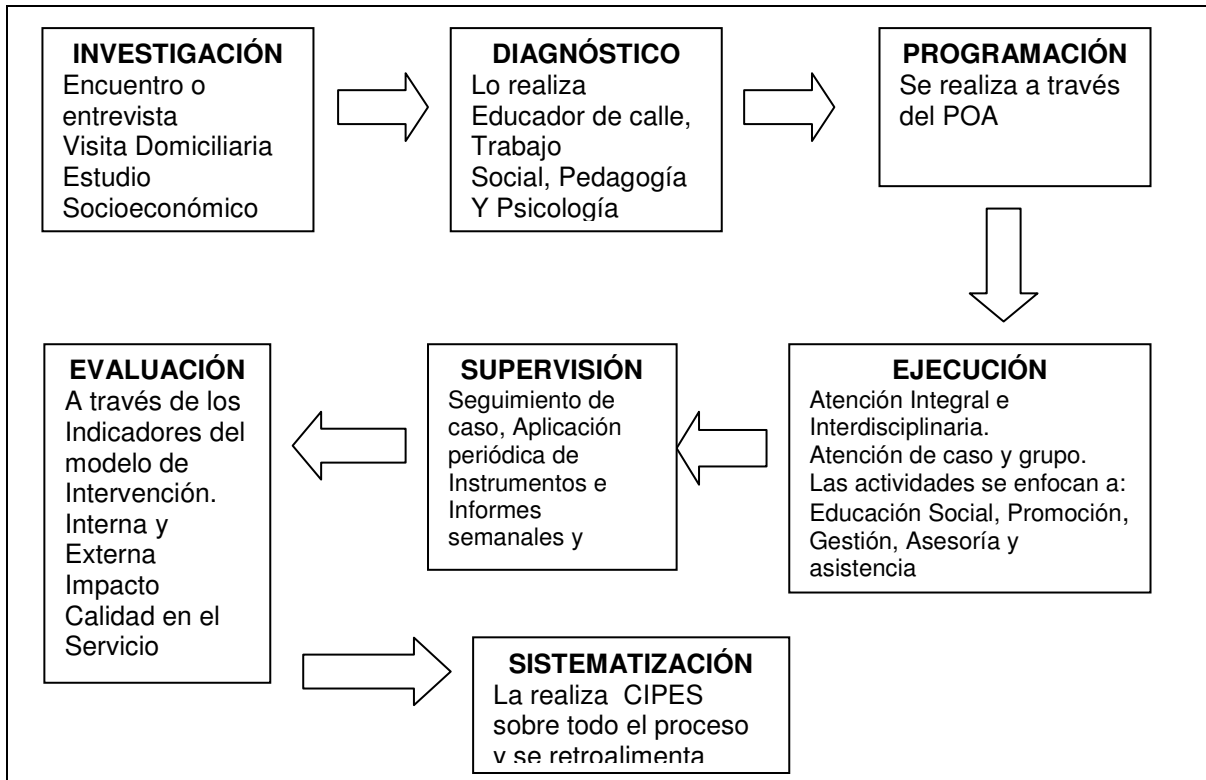 INVESTIGACIÓN
Encuentro o
entrevista
Visita Domiciliaria
Estudio
Socioeconómico
DIAGNÓSTICO
Lo realiza
Educador de calle,
Trabajo
Social, Pedagogía
Y Psicología
PROGRAMACIÓN
Se realiza a través
del POA
EJECUCIÓN
Atención Integral e
Interdisciplinaria.
Atención de caso y grupo.
Las actividades se enfocan a:
Educación Social, Promoción,
Gestión, Asesoría y
asistencia
SUPERVISIÓN
Seguimiento de
caso, Aplicación
periódica de
Instrumentos e
Informes
semanales y
EVALUACIÓN
A través de los
Indicadores del
modelo de
Intervención.
Interna y
Externa
Impacto
Calidad en el
Servicio
SISTEMATIZACIÓN
La realiza CIPES
sobre todo el proceso
y se retroalimenta